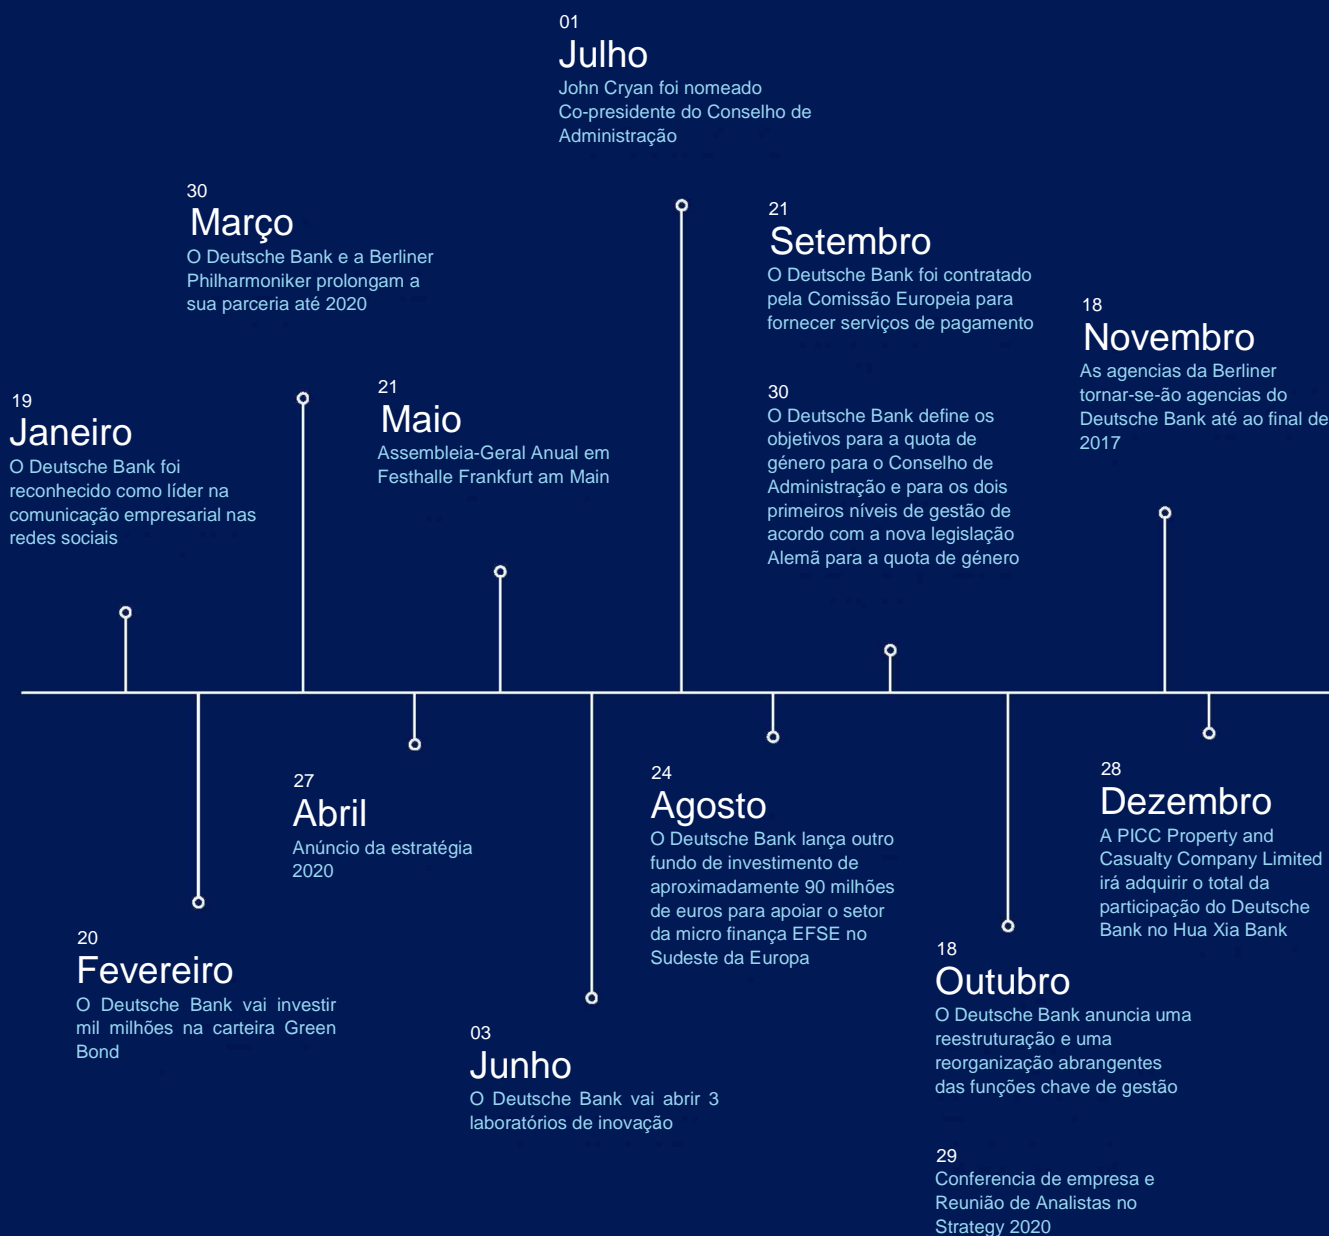 01
Julho
John Cryan foi nomeado
Co-presidente do Conselho de
Administração
30
Março
O Deutsche Bank e a Berliner
Philharmoniker prolongam a
sua parceria até 2020
21
Setembro
O Deutsche Bank foi contratado
pela Comissão Europeia para
fornecer serviços de pagamento
30
O Deutsche Bank define os
objetivos para a quota de
género para o Conselho de
Administração e para os dois
primeiros níveis de gestão de
acordo com a nova legislação
Alemã para a quota de género
18
Novembro
As agencias da Berliner
tornar-se-ão agencias do
Deutsche Bank até ao final de
2017
19
Janeiro
O Deutsche Bank foi
reconhecido como líder na
comunicação empresarial nas
redes sociais
21
Maio
Assembleia-Geral Anual em
Festhalle Frankfurt am Main
27
Abril
Anúncio da estratégia
2020
24
Agosto
O Deutsche Bank lança outro
fundo de investimento de
aproximadamente 90 milhões
de euros para apoiar o setor
da micro finança EFSE no
Sudeste da Europa
28
Dezembro
A PICC Property and
Casualty Company Limited
irá adquirir o total da
participação do Deutsche
Bank no Hua Xia Bank
20
Fevereiro
O Deutsche Bank vai investir
mil milhões na carteira Green
Bond
03
Junho
O Deutsche Bank vai abrir 3
laboratórios de inovação
18
Outubro
O Deutsche Bank anuncia uma
reestruturação e uma
reorganização abrangentes
das funções chave de gestão
29
Conferencia de empresa e
Reunião de Analistas no
Strategy 2020